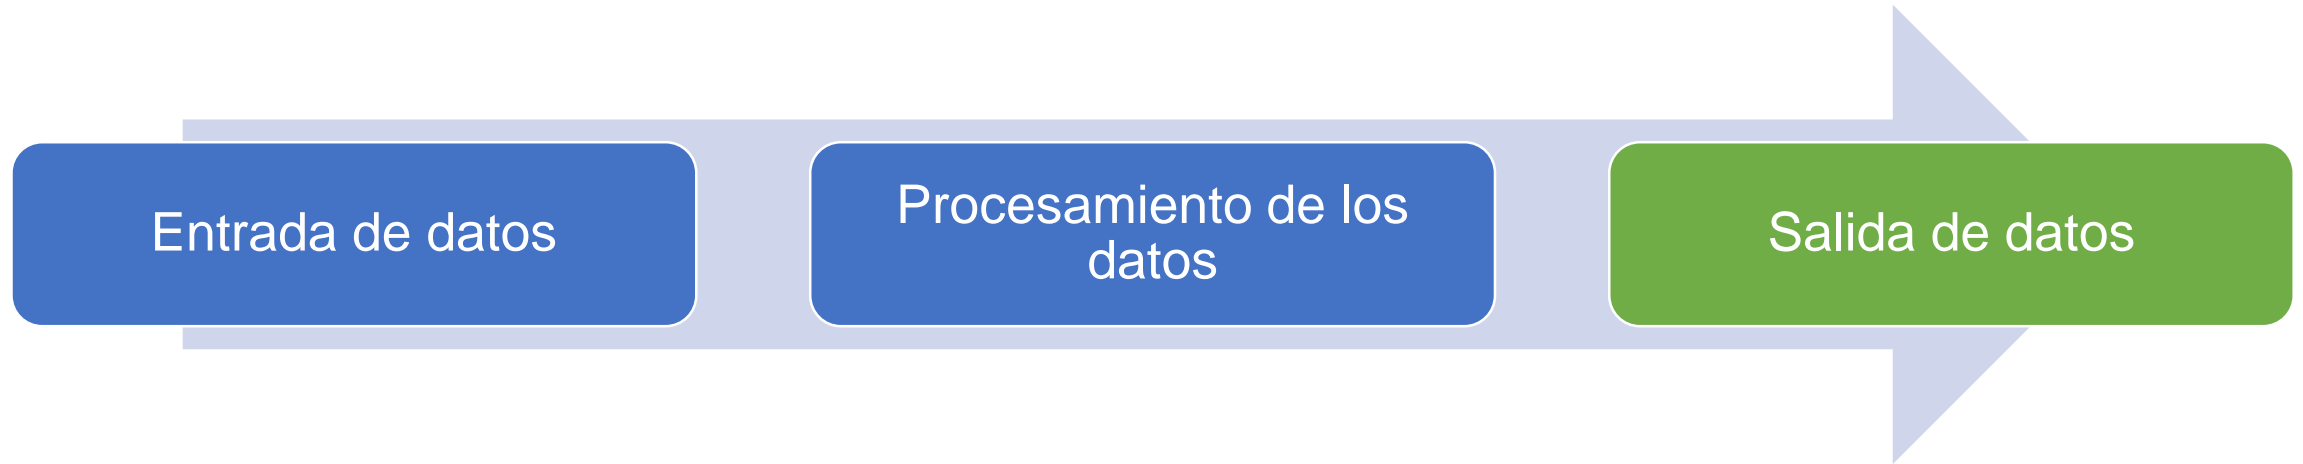 Entrada de datos
Procesamiento de los
datos
Salida de datos